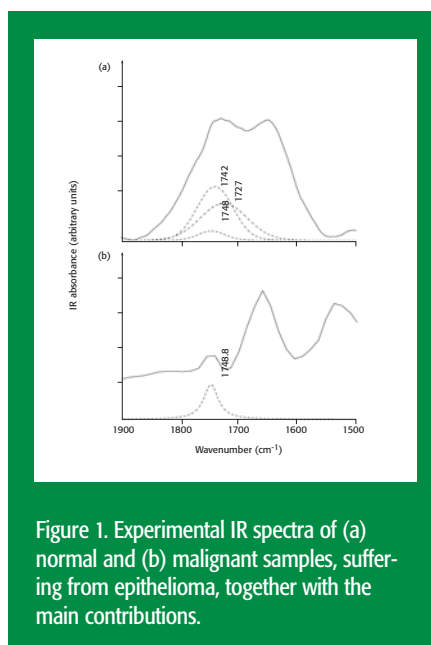 (a)
IR absorbance (arbitrary units)
1748
1742
1727
(b)
1748.8
1900 1800 1700 1600 1500
Wavenumber (cm⁻¹)
Figure 1. Experimental IR spectra of (a)
normal and (b) malignant samples, suffer-
ing from epithelioma, together with the
main contributions.